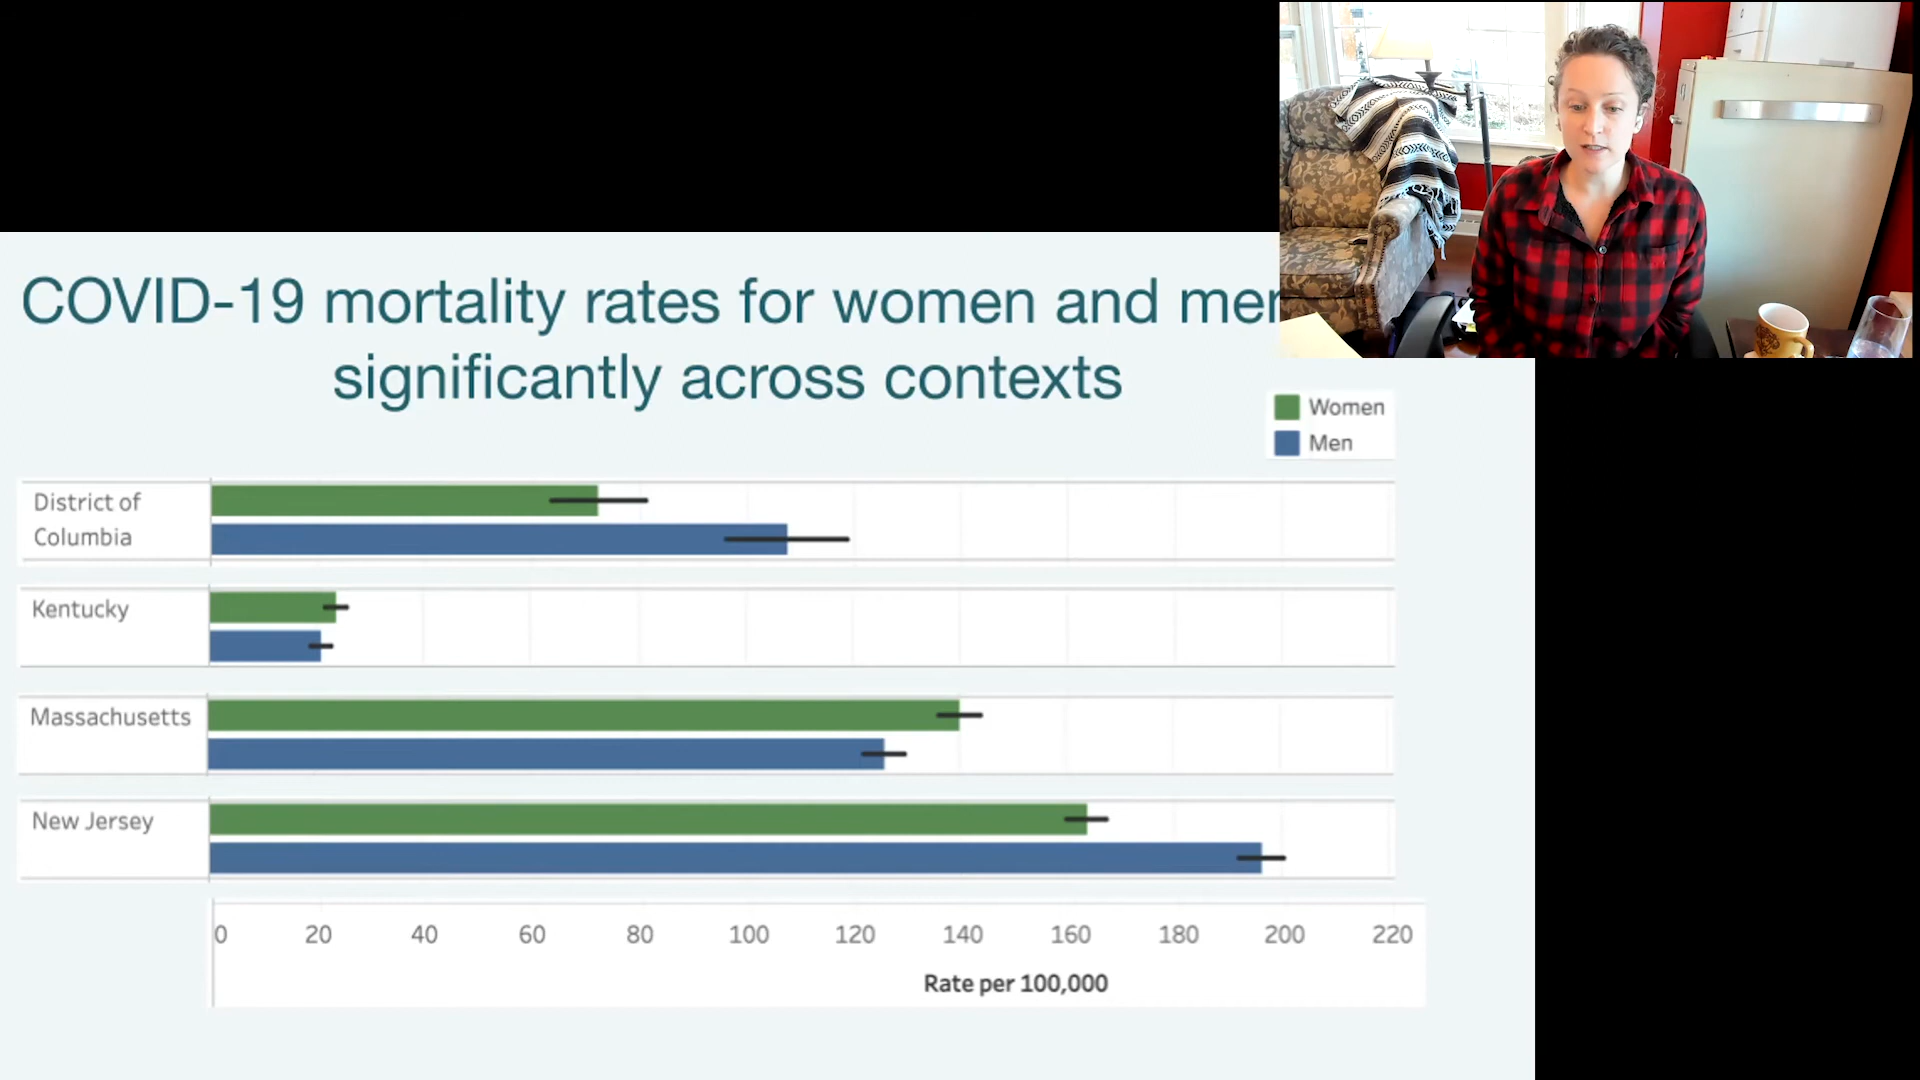 COVID-19 mortality rates for women and men
significantly across contexts
Women
Men
District of
Columbia
Kentucky
Massachusetts
New Jersey
0 20 40 60 80 100 120 140 160 180 200 220
Rate per 100,000